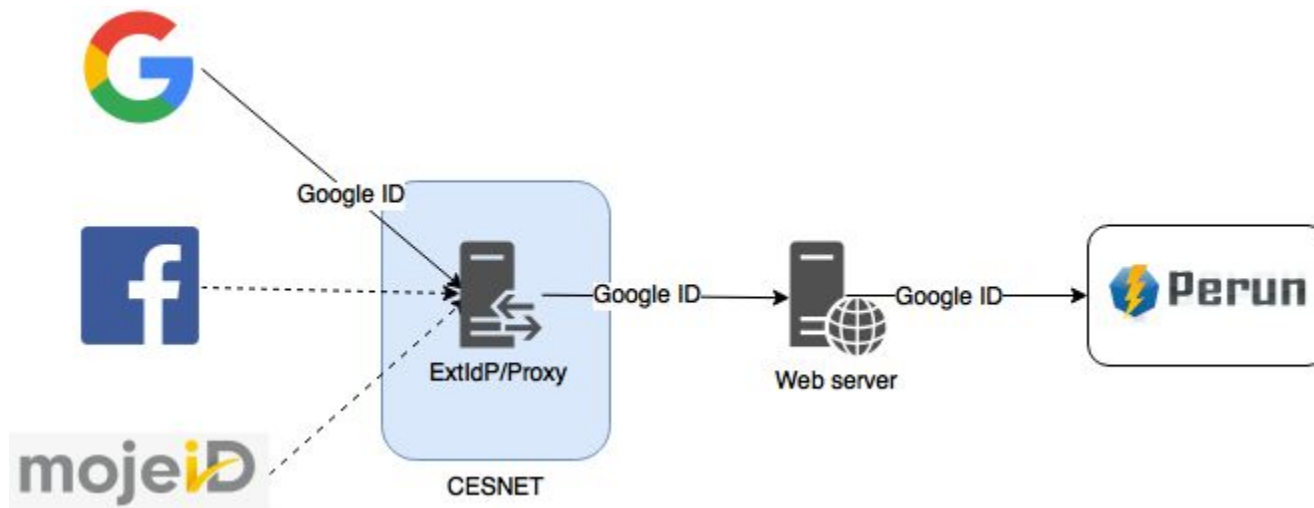 Google ID
Google ID
Google ID
Perun
ExtIdP/Proxy
Web server
mojeiD
CESNET